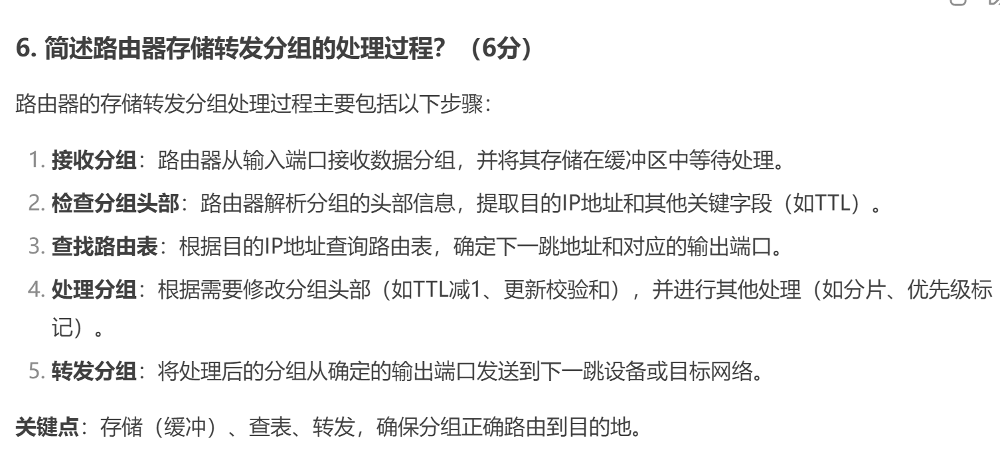 6. 简述路由器存储转发分组的处理过程？（6分）
路由器的存储转发分组处理过程主要包括以下步骤：
1. 接收分组：路由器从输入端口接收数据分组，并将其存储在缓冲区中等待处理。
2. 检查分组头部：路由器解析分组的头部信息，提取目的IP地址和其他关键字段（如TTL）。
3. 查找路由表：根据目的IP地址查询路由表，确定下一跳地址和对应的输出端口。
4. 处理分组：根据需要修改分组头部（如TTL减1、更新校验和），并进行其他处理（如分片、优先级标
记）。
5. 转发分组：将处理后的分组从确定的输出端口发送到下一跳设备或目标网络。
关键点：存储（缓冲）、查表、转发，确保分组正确路由到目的地。